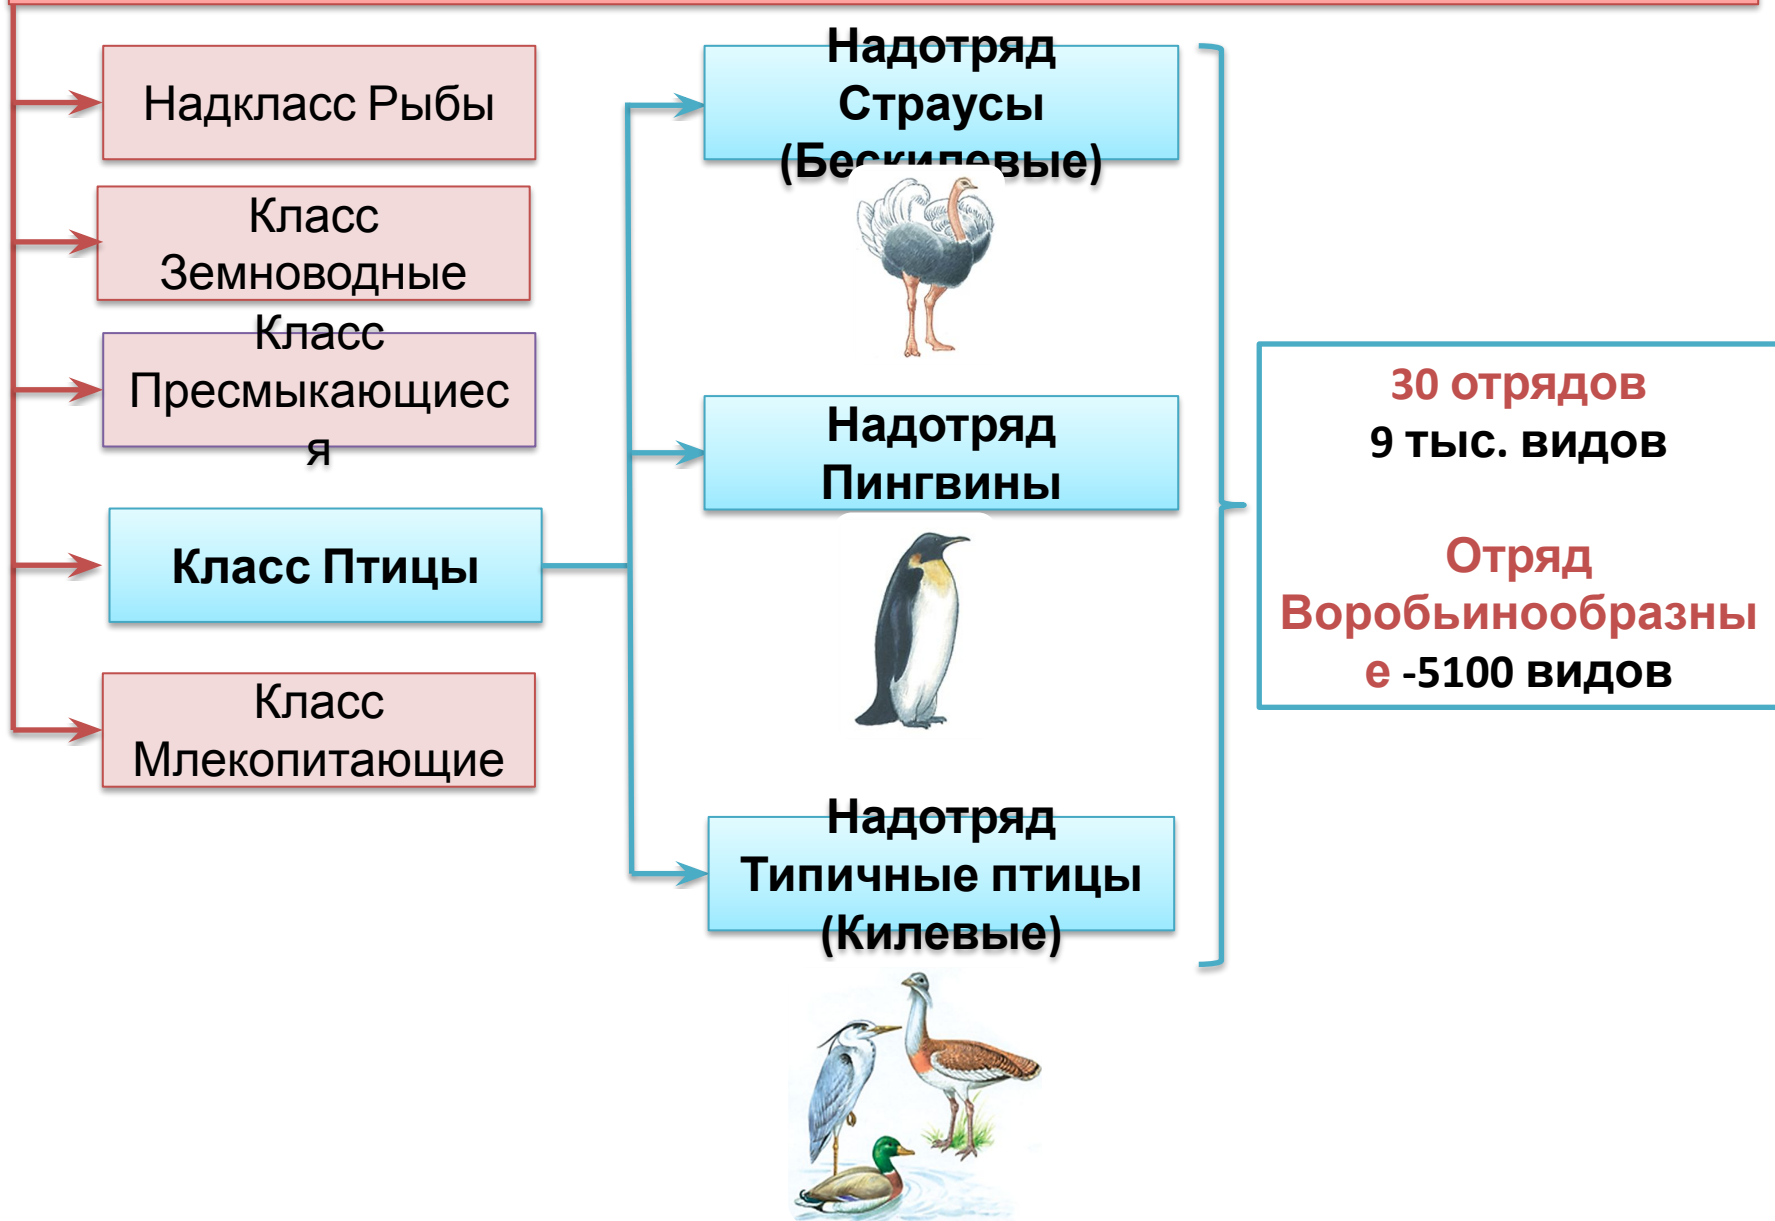 Надкласс Рыбы
Класс
Земноводные
Класс
Пресмыкающиес
я
Класс Птицы
Класс
Млекопитающие
Надотряд
Страусы
(Бескилевые)
Надотряд
Пингвины
Надотряд
Типичные птицы
(Килевые)
30 отрядов
9 тыс. видов
Отряд
Воробьинообразны
е -5100 видов